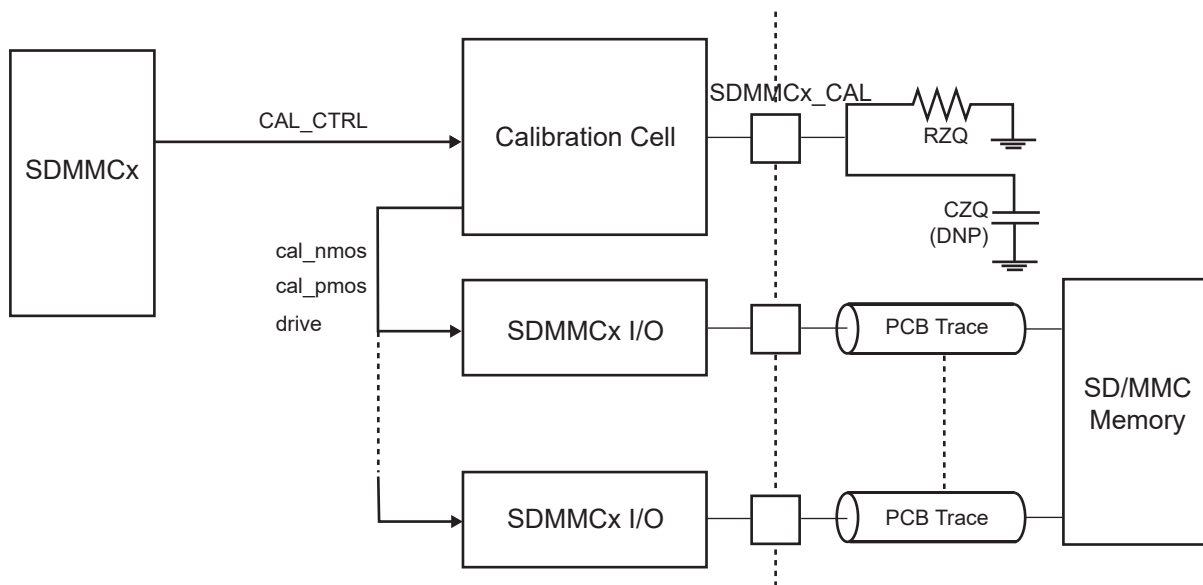 SDMMCx_CAL
CAL_CTRL
SDMMCx
Calibration Cell
RZQ
CZQ
(DNP)
cal_nmos
cal_pmos
drive
SDMMCx I/O
PCB Trace
SD/MMC
Memory
SDMMCx I/O
PCB Trace